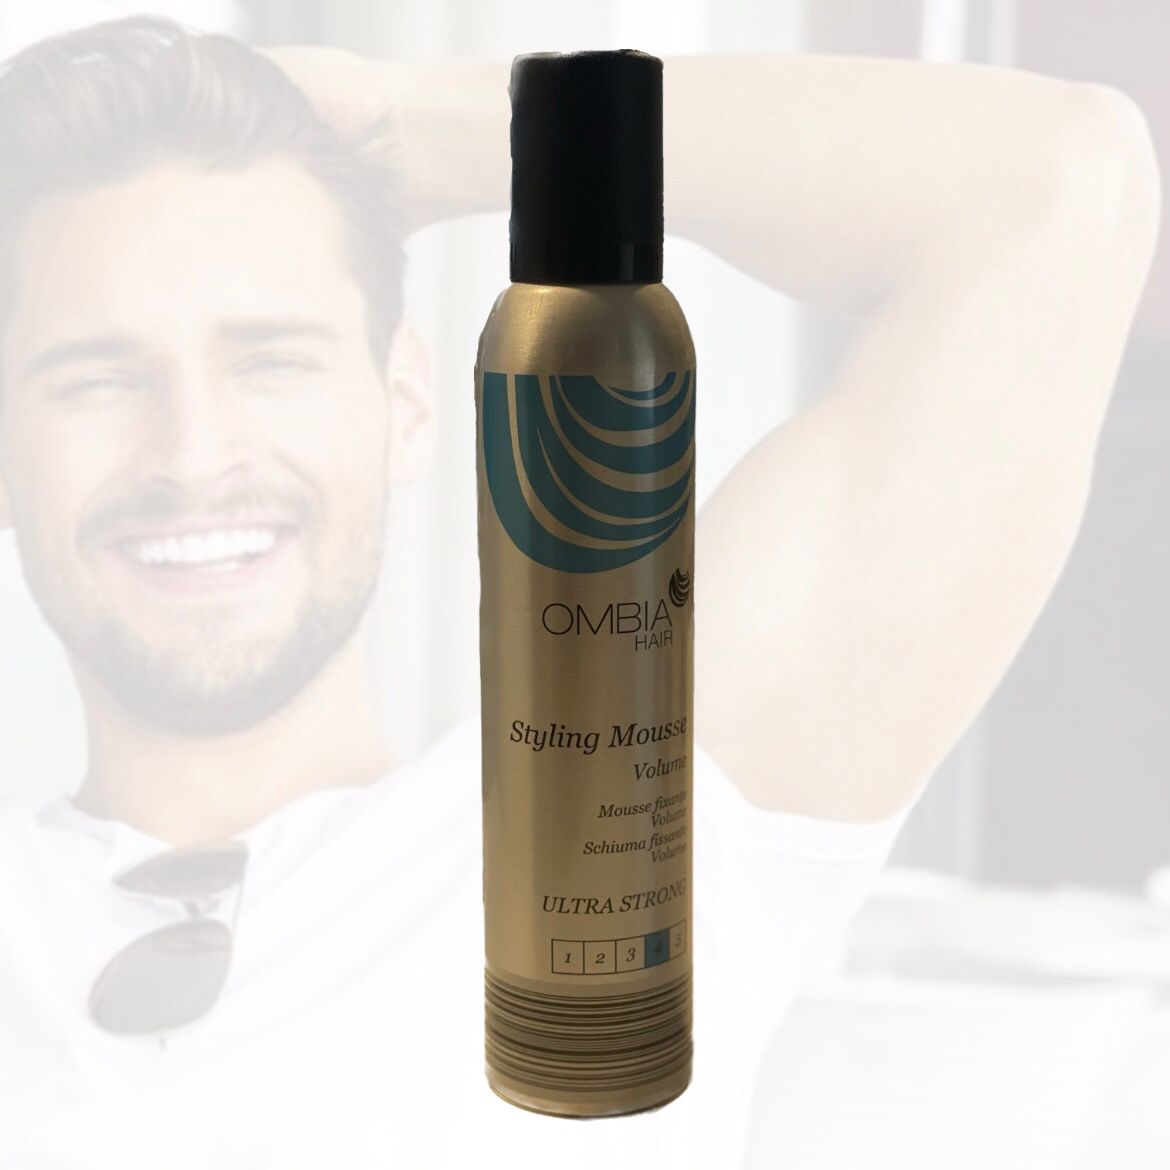 OMBIA
HAIR
Styling Mousse
Volume
Mousse fixante
Volume
Schiuma fissante
Volume
ULTRA STRONG
1 2 3 4 5